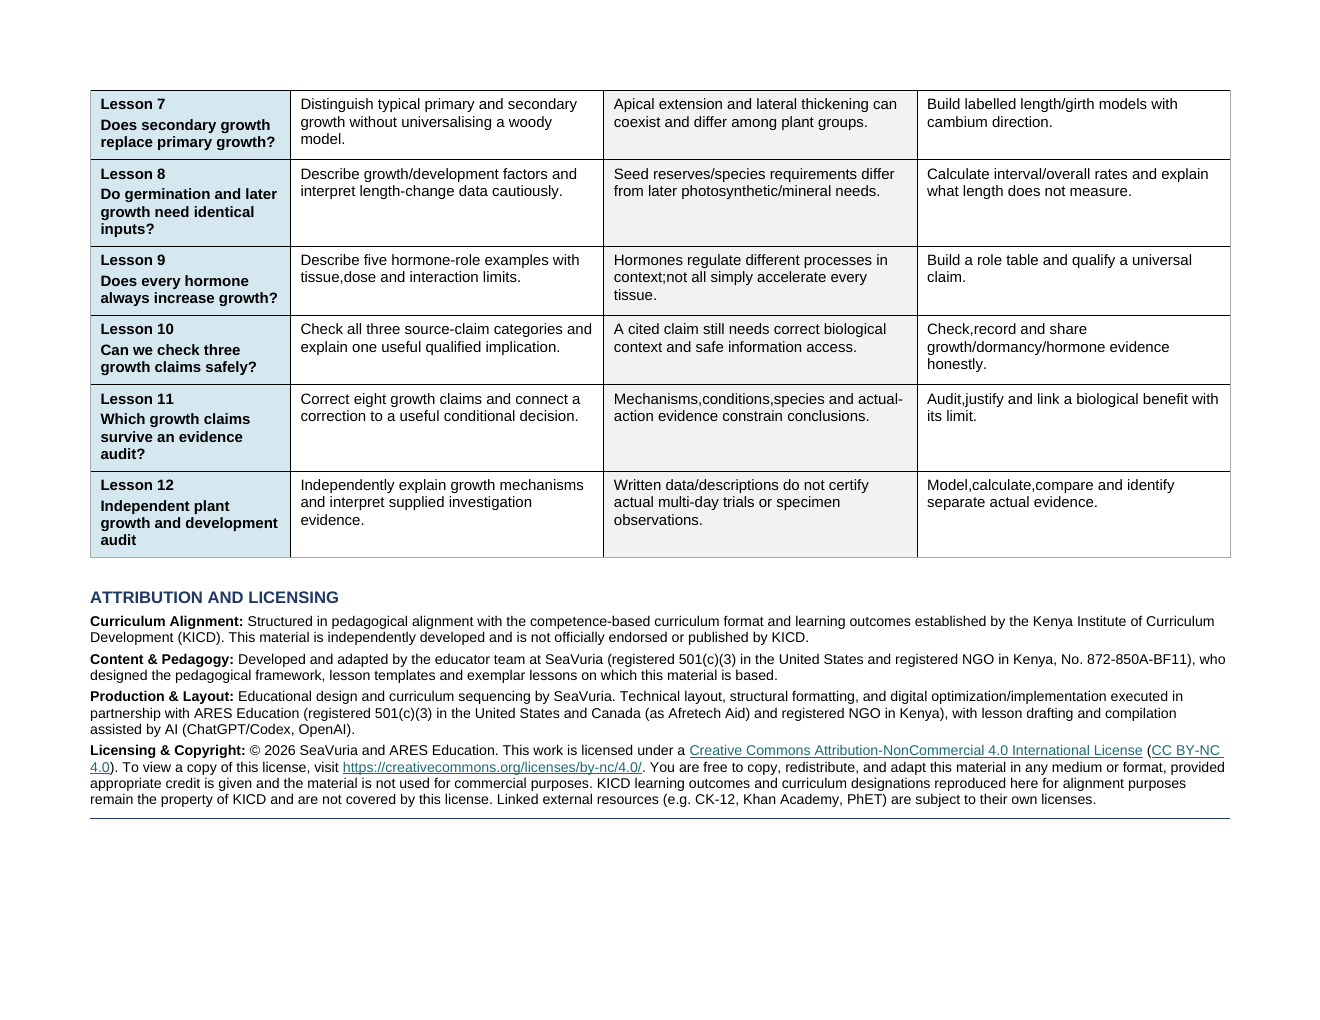 Lesson 7
Does secondary growth
replace primary growth?
Distinguish typical primary and secondary
growth without universalising a woody
model.
Apical extension and lateral thickening can
coexist and differ among plant groups.
Build labelled length/girth models with
cambium direction.
Lesson 8
Do germination and later
growth need identical
inputs?
Describe growth/development factors and
interpret length-change data cautiously.
Seed reserves/species requirements differ
from later photosynthetic/mineral needs.
Calculate interval/overall rates and explain
what length does not measure.
Lesson 9
Does every hormone
always increase growth?
Describe five hormone-role examples with
tissue,dose and interaction limits.
Hormones regulate different processes in
context;not all simply accelerate every
tissue.
Build a role table and qualify a universal
claim.
Lesson 10
Can we check three
growth claims safely?
Check all three source-claim categories and
explain one useful qualified implication.
A cited claim still needs correct biological
context and safe information access.
Check,record and share
growth/dormancy/hormone evidence
honestly.
Lesson 11
Which growth claims
survive an evidence
audit?
Correct eight growth claims and connect a
correction to a useful conditional decision.
Mechanisms,conditions,species and actual-
action evidence constrain conclusions.
Audit,justify and link a biological benefit with
its limit.
Lesson 12
Independent plant
growth and development
audit
Independently explain growth mechanisms
and interpret supplied investigation
evidence.
Written data/descriptions do not certify
actual multi-day trials or specimen
observations.
Model,calculate,compare and identify
separate actual evidence.
ATTRIBUTION AND LICENSING
Curriculum Alignment: Structured in pedagogical alignment with the competence-based curriculum format and learning outcomes established by the Kenya Institute of Curriculum
Development (KICD). This material is independently developed and is not officially endorsed or published by KICD.
Content & Pedagogy: Developed and adapted by the educator team at SeaVuria (registered 501(c)(3) in the United States and registered NGO in Kenya, No. 872-850A-BF11), who
designed the pedagogical framework, lesson templates and exemplar lessons on which this material is based.
Production & Layout: Educational design and curriculum sequencing by SeaVuria. Technical layout, structural formatting, and digital optimization/implementation executed in
partnership with ARES Education (registered 501(c)(3) in the United States and Canada (as Afretech Aid) and registered NGO in Kenya), with lesson drafting and compilation
assisted by AI (ChatGPT/Codex, OpenAI).
Licensing & Copyright: © 2026 SeaVuria and ARES Education. This work is licensed under a Creative Commons Attribution-NonCommercial 4.0 International License (CC BY-NC
4.0). To view a copy of this license, visit https://creativecommons.org/licenses/by-nc/4.0/. You are free to copy, redistribute, and adapt this material in any medium or format, provided
appropriate credit is given and the material is not used for commercial purposes. KICD learning outcomes and curriculum designations reproduced here for alignment purposes
remain the property of KICD and are not covered by this license. Linked external resources (e.g. CK-12, Khan Academy, PhET) are subject to their own licenses.